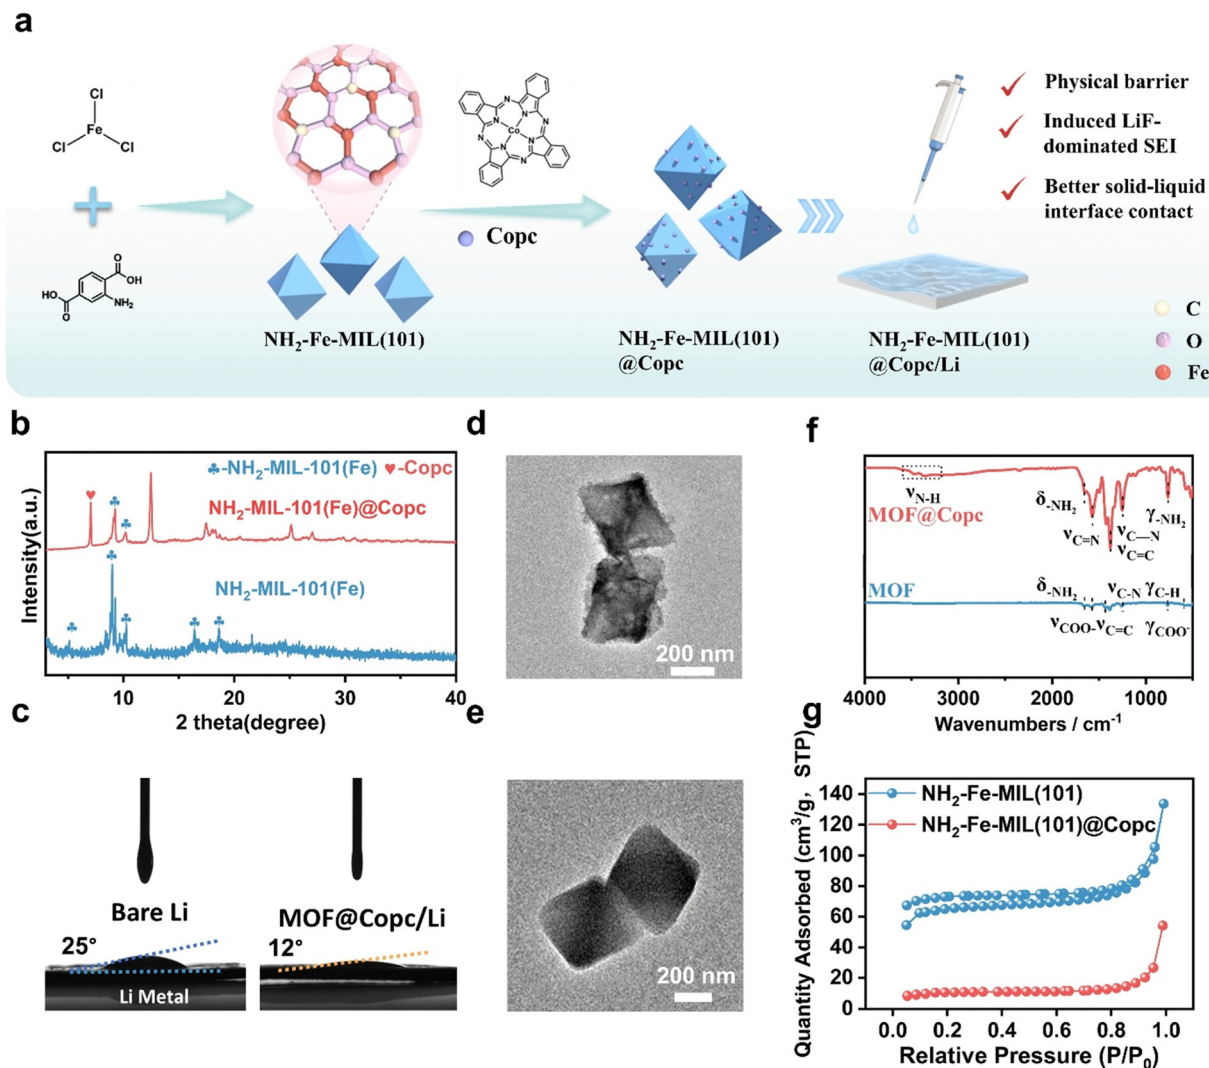 a
Cl
Fe
Cl
Cl
HO
O
O
OH
NH₂
NH₂-Fe-MIL(101)
N
N
N
N
Co
N
N
N
N
Copc
NH₂-Fe-MIL(101)
@Copc
NH₂-Fe-MIL(101)
@Copc/Li
Physical barrier
Induced LiF-
dominated SEI
Better solid-liquid
interface contact
C
O
Fe
b
♣-NH₂-MIL-101(Fe) ♥-Copc
NH₂-MIL-101(Fe)@Copc
NH₂-MIL-101(Fe)
Intensity(a.u.)
10 20 30 40
2 theta(degree)
c
Bare Li
25°
Li Metal
MOF@Copc/Li
12°
d
200 nm
e
200 nm
f
νN-H
MOF@Copc
δ-NH₂
νC=N
νC—N
νC=C
γ-NH₂
MOF
δ-NH₂
νC-N
γC-H
νCOO-
νC=C
γCOO-
4000 3000 2000 1000
Wavenumbers / cm⁻¹
g
Quantity Adsorbed (cm³/g, STP)
140
120
100
80
60
40
20
0
NH₂-Fe-MIL(101)
NH₂-Fe-MIL(101)@Copc
0.0 0.2 0.4 0.6 0.8 1.0
Relative Pressure (P/P₀)